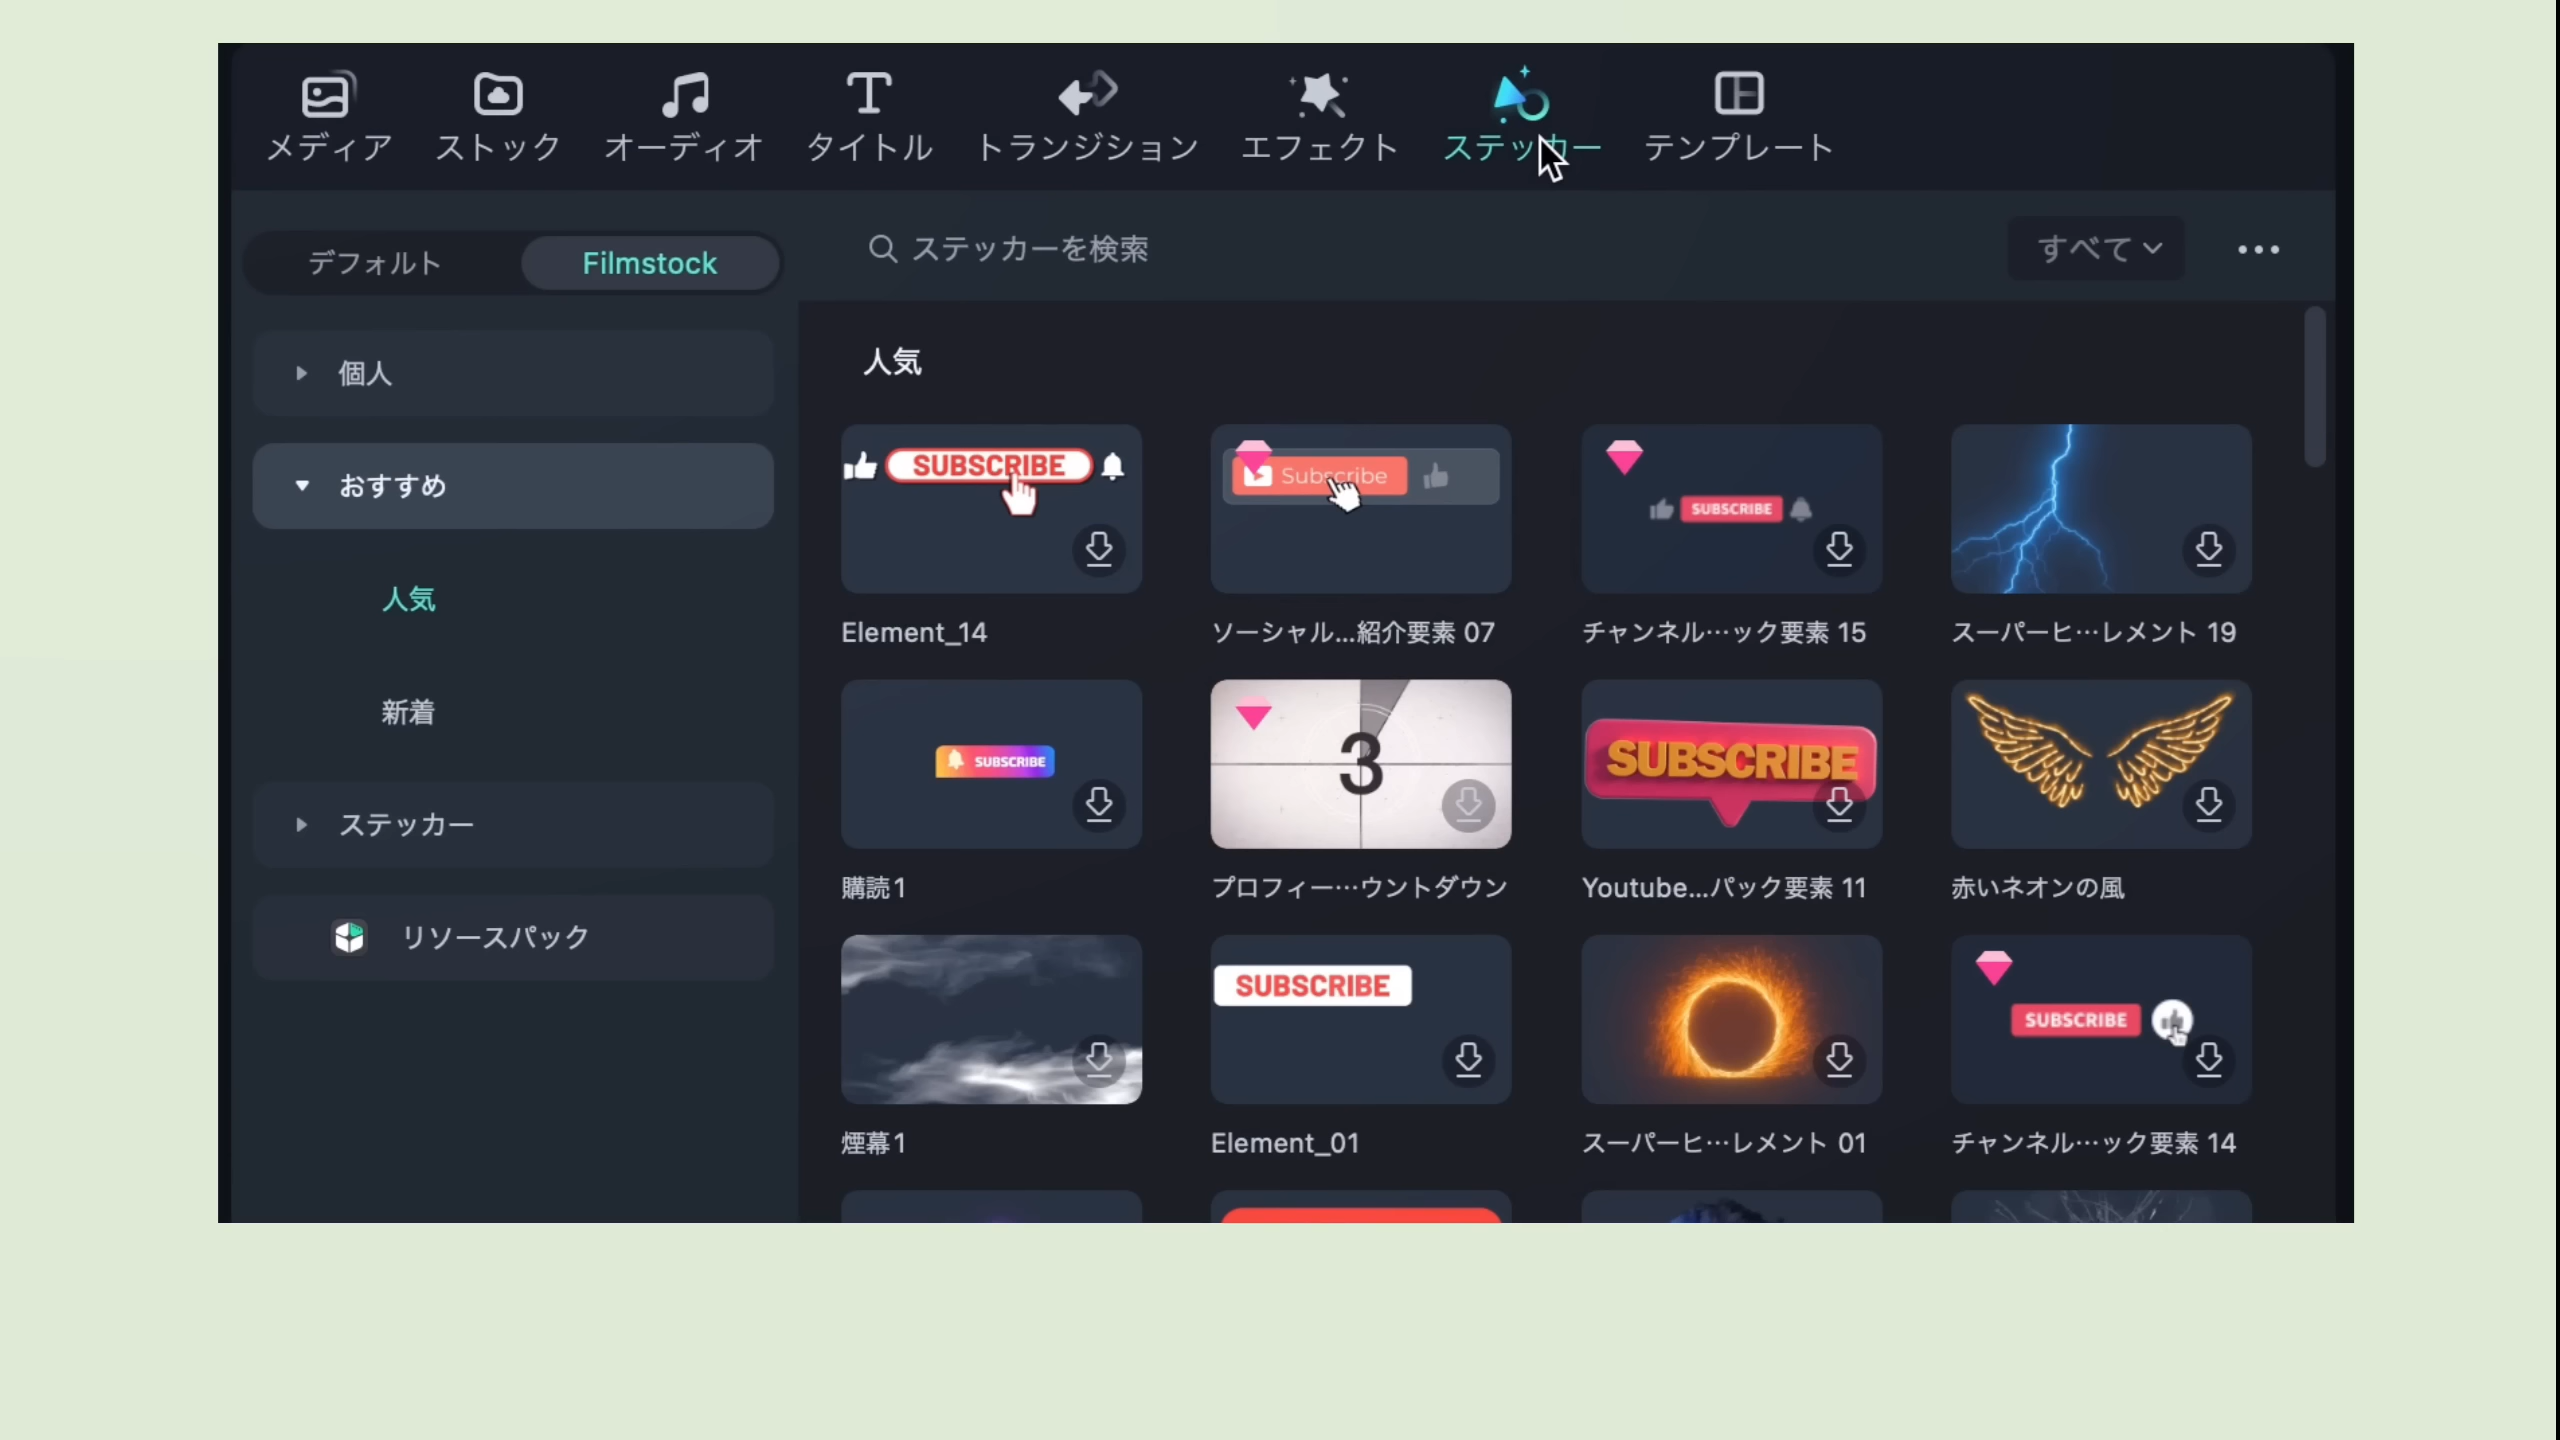 メディア ストック オーディオ タイトル トランジション エフェクト ステッカー テンプレート
デフォルト Filmstock
ステッカーを検索
すべて
個人
おすすめ
人気
新着
ステッカー
リソースパック
人気
SUBSCRIBE
Subscribe
SUBSCRIBE
Element_14
ソーシャル...紹介要素 07
チャンネル…ック要素 15
スーパーヒ…レメント 19
SUBSCRIBE
3
SUBSCRIBE
購読1
プロフィー…ウントダウン
Youtube...パック要素 11
赤いネオンの風
SUBSCRIBE
SUBSCRIBE
煙幕1
Element_01
スーパーヒ…レメント 01
チャンネル…ック要素 14